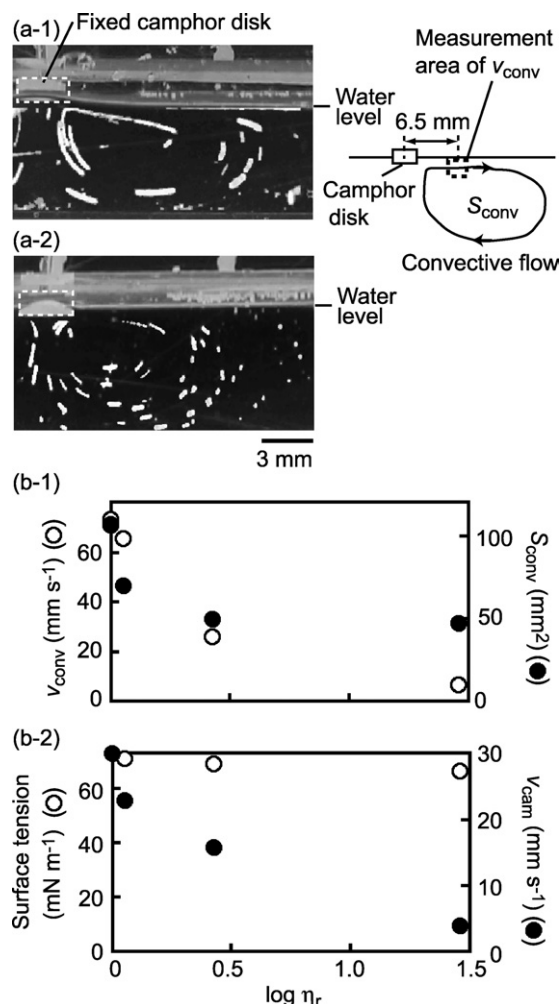 (a-1)
Fixed camphor disk
Water
level
Measurement
area of vconv
6.5 mm
Camphor
disk
Sconv
Convective flow
(a-2)
Water
level
3 mm
(b-1)
vconv (mm s-1) (O)
60
40
20
0
Sconv
(mm2) (●)
100
50
0
(b-2)
Surface tension
(mN m-1) (O)
60
40
20
0
vcam
(mm s-1) (●)
30
20
10
0
0 0.5 1.0 1.5
log ηr